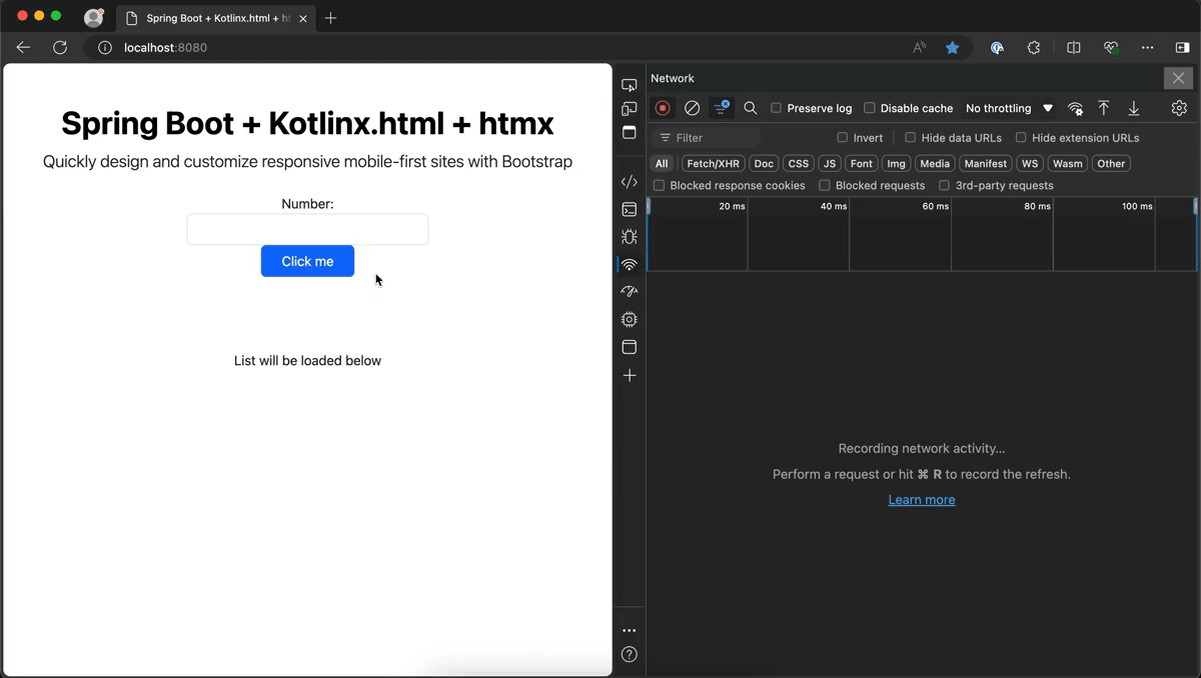 Spring Boot + Kotlinx.html + ht
localhost:8080
Spring Boot + Kotlinx.html + htmx
Quickly design and customize responsive mobile-first sites with Bootstrap
Number:
Click me
List will be loaded below
Network
Preserve log Disable cache No throttling
Filter Invert Hide data URLs Hide extension URLs
All Fetch/XHR Doc CSS JS Font Img Media Manifest WS Wasm Other
Blocked response cookies Blocked requests 3rd-party requests
20 ms 40 ms 60 ms 80 ms 100 ms
Recording network activity...
Perform a request or hit ⌘ R to record the refresh.
Learn more